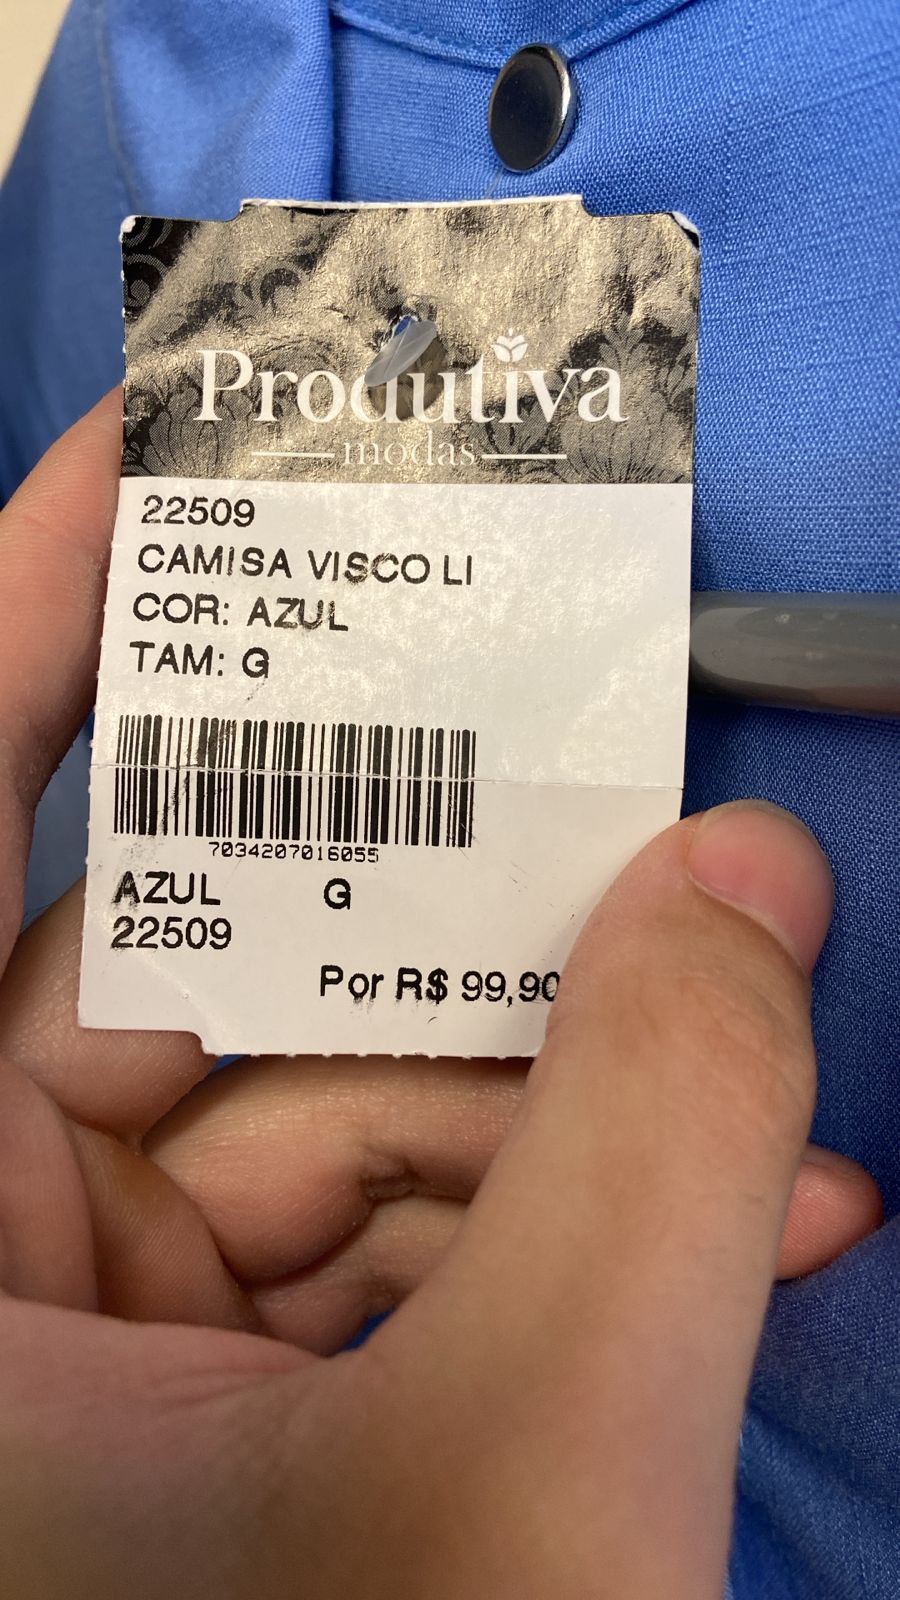 Produtiva
modas
22509
CAMISA VISCO LI
COR: AZUL
TAM: G
7034207016055
AZUL G
22509
Por R$ 99,90